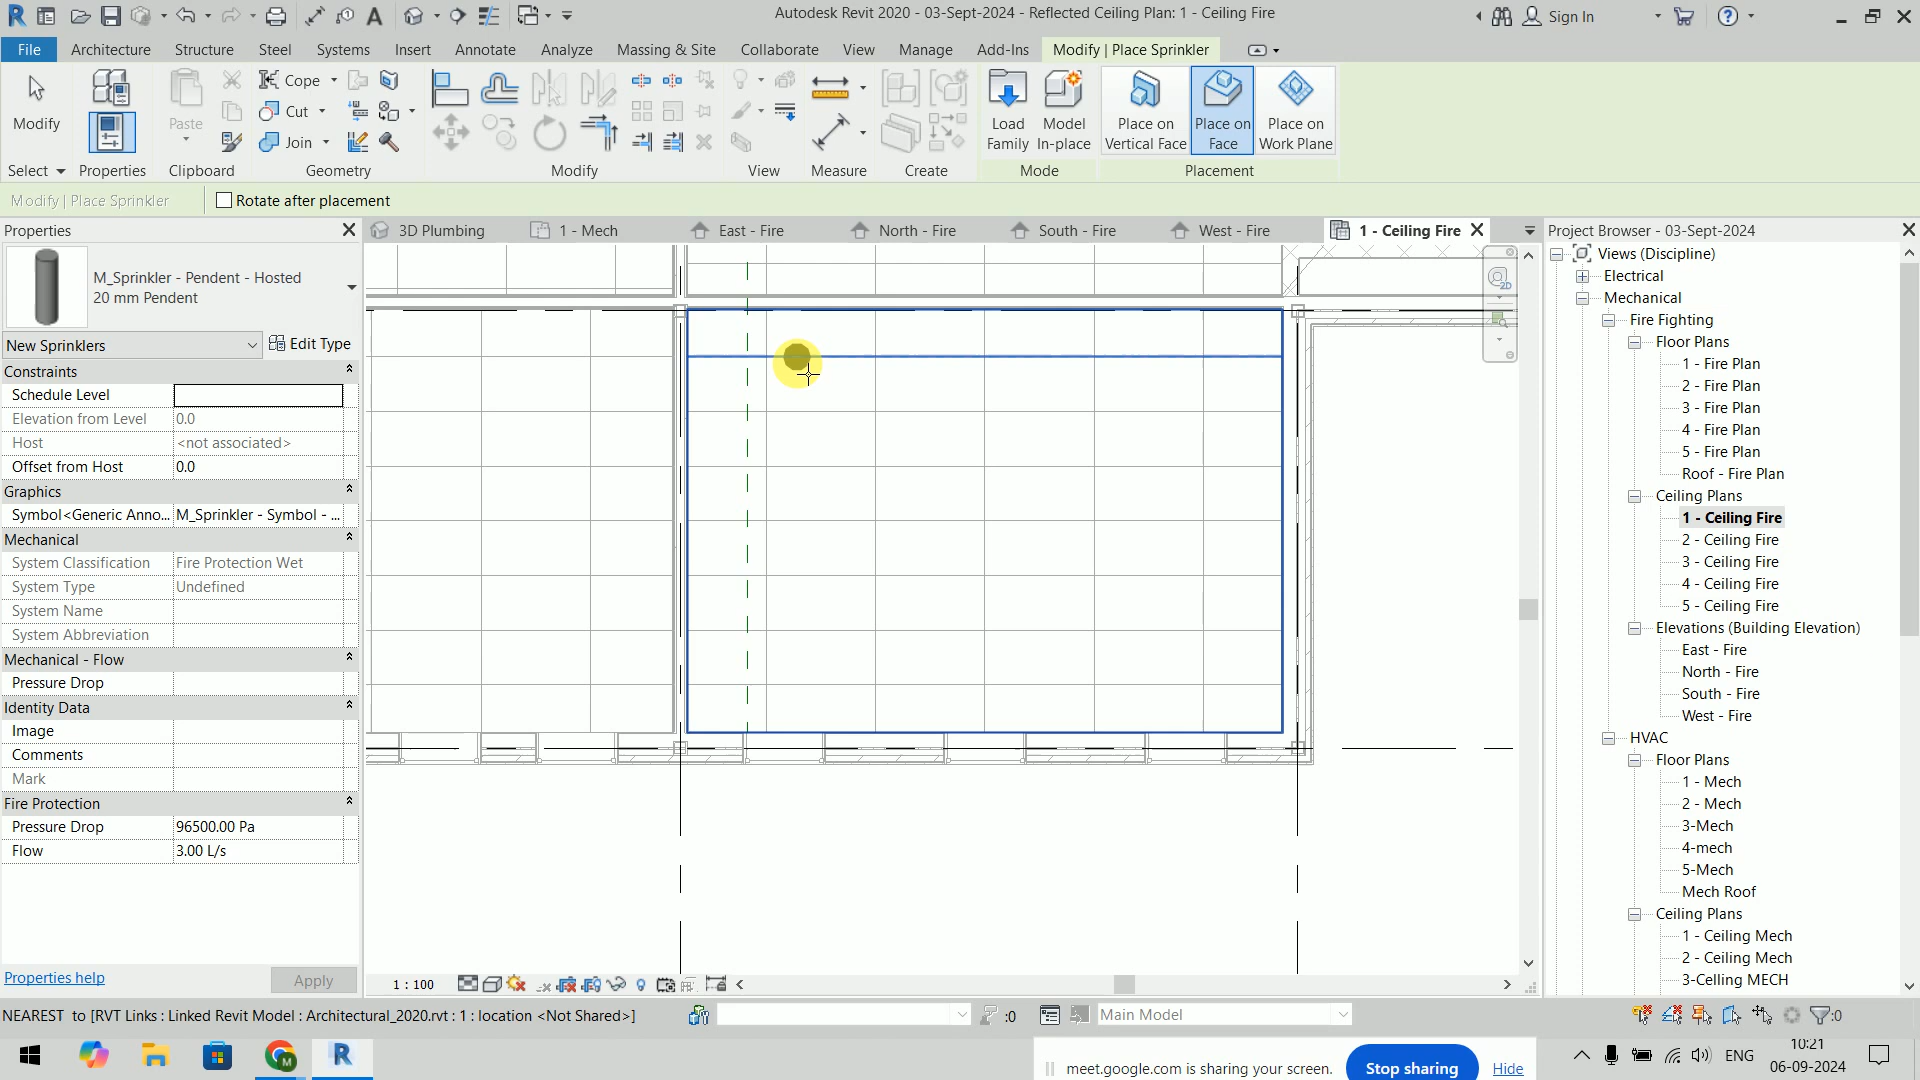 Autodesk Revit 2020 - 03-Sept-2024 - Reflected Ceiling Plan: 1 - Ceiling Fire
Sign In
File Architecture Structure Steel Systems Insert Annotate Analyze Massing & Site Collaborate View Manage Add-Ins Modify | Place Sprinkler
Modify
Paste
Cope
Cut
Join
Load Family
Model In-place
Place on Vertical Face
Place on Face
Place on Work Plane
Select Properties Clipboard Geometry Modify View Measure Create Mode Placement
Modify | Place Sprinkler
Rotate after placement
Properties
3D Plumbing
1 - Mech
East - Fire
North - Fire
South - Fire
West - Fire
1 - Ceiling Fire
2D
M_Sprinkler - Pendent - Hosted
20 mm Pendent
New Sprinklers
Edit Type
Constraints
Schedule Level
Elevation from Level 0.0
Host <not associated>
Offset from Host 0.0
Graphics
Symbol<Generic Anno... M_Sprinkler - Symbol - ...
Mechanical
System Classification Fire Protection Wet
System Type Undefined
System Name
System Abbreviation
Mechanical - Flow
Pressure Drop
Identity Data
Image
Comments
Mark
Fire Protection
Pressure Drop 96500.00 Pa
Flow 3.00 L/s
Properties help
Apply
Project Browser - 03-Sept-2024
Views (Discipline)
Electrical
Mechanical
Fire Fighting
Floor Plans
1 - Fire Plan
2 - Fire Plan
3 - Fire Plan
4 - Fire Plan
5 - Fire Plan
Roof - Fire Plan
Ceiling Plans
1 - Ceiling Fire
2 - Ceiling Fire
3 - Ceiling Fire
4 - Ceiling Fire
5 - Ceiling Fire
Elevations (Building Elevation)
East - Fire
North - Fire
South - Fire
West - Fire
HVAC
Floor Plans
1 - Mech
2 - Mech
3-Mech
4-mech
5-Mech
Mech Roof
Ceiling Plans
1 - Ceiling Mech
2 - Ceiling Mech
3-Celling MECH
1 : 100
NEAREST to [RVT Links : Linked Revit Model : Architectural_2020.rvt : 1 : location <Not Shared>]
:0
Main Model
:0
meet.google.com is sharing your screen.
Stop sharing
Hide
ENG
10:21
06-09-2024